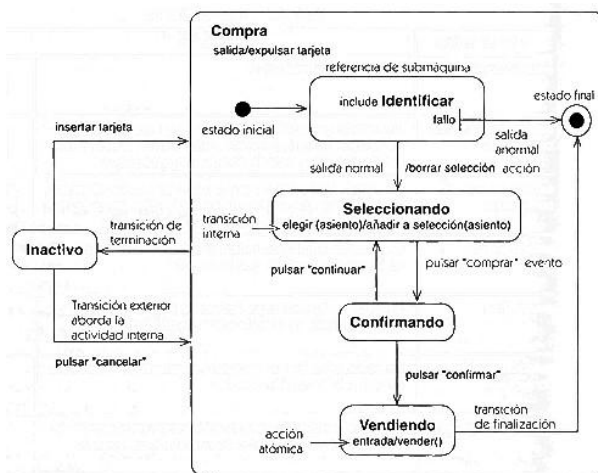 Compra
salida/expulsar tarjeta
referencia de submáquina
include Identificar
fallo
estado final
estado inicial
insertar tarjeta
salida
anormal
salida normal
/borrar selección acción
Seleccionando
elegir (asiento)/añadir a selección(asiento)
transición
interna
transición de
terminación
Inactivo
pulsar "continuar"
pulsar "comprar" evento
Transición exterior
aborda la
actividad interna
pulsar "cancelar"
Confirmando
pulsar "confirmar"
Vendiendo
entrada/vender()
transición
de finalización
acción
atómica